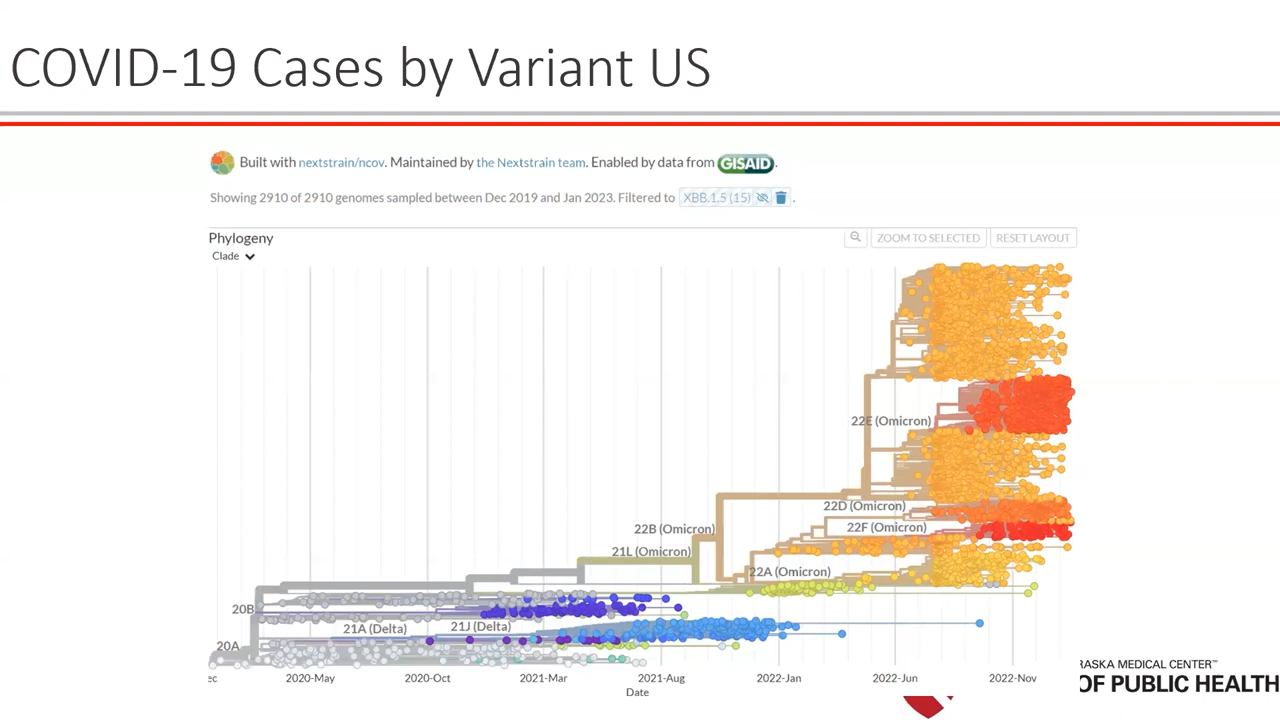 COVID-19 Cases by Variant US
Built with nextstrain/ncov. Maintained by the Nextstrain team. Enabled by data from GISAID.
Showing 2910 of 2910 genomes sampled between Dec 2019 and Jan 2023. Filtered to XBB.1.5 (15) .
Phylogeny
ZOOM TO SELECTED
RESET LAYOUT
Clade
22E (Omicron)
22D (Omicron)
22F (Omicron)
22B (Omicron)
21L (Omicron)
22A (Omicron)
20B
21A (Delta)
21J (Delta)
20A
ec 2020-May 2020-Oct 2021-Mar 2021-Aug 2022-Jan 2022-Jun 2022-Nov
Date
RASKA MEDICAL CENTER™
OF PUBLIC HEALTH